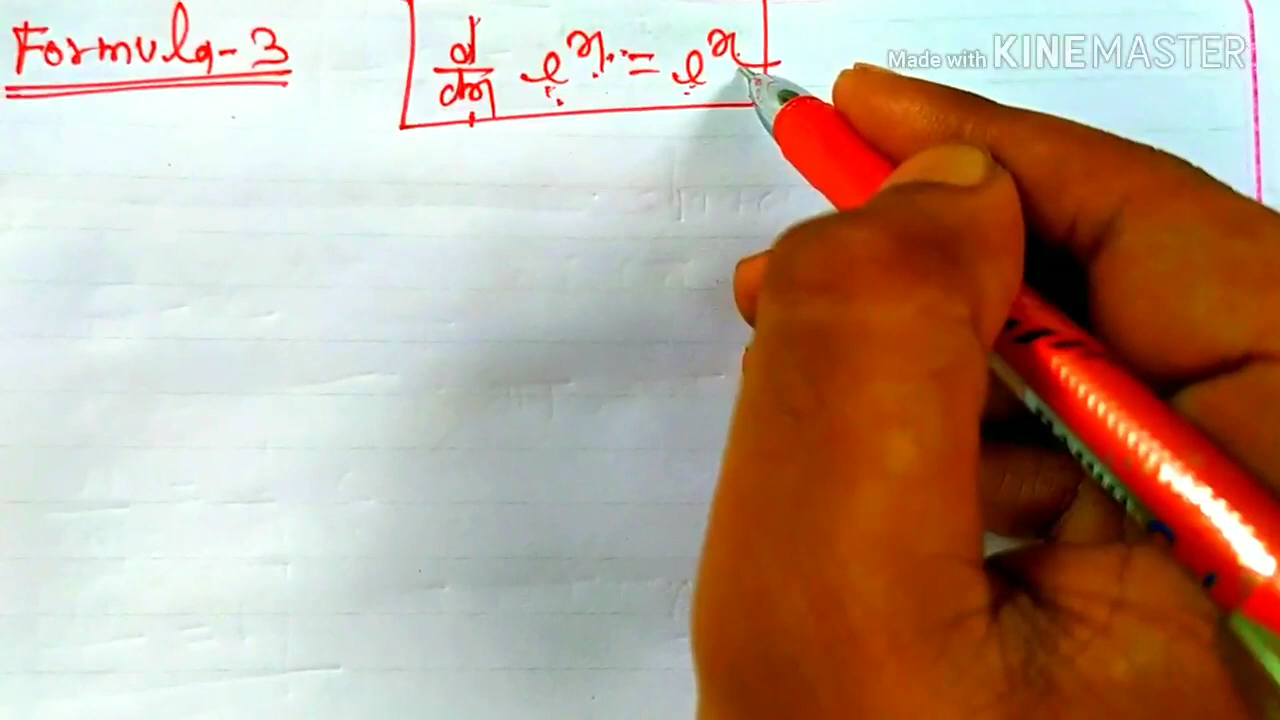 Formula-3
d/dx e^x = e^x
Made with KINEMASTER